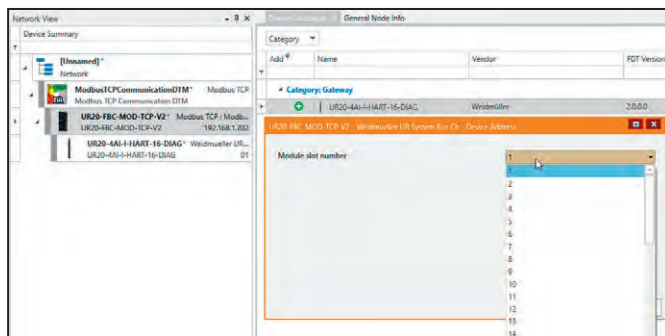 Network View
Device Summary
[Unnamed]*
Network
ModbusTCPCommunicationDTM* Modbus TCP
Modbus TCP Communication DTM
UR20-FBC-MOD-TCP-V2* Modbus TCP / Modb...
UR20-FBC-MOD-TCP-V2 192.168.1.202
UR20-4AI-I-HART-16-DIAG* Weidmueller UR...
UR20-4AI-I-HART-16-DIAG 01
General Node Info
Category
Add Name Vendor FDT Version
Category: Gateway
UR20-4AI-I-HART-16-DIAG Weidmüller 2.0.0.0
UR20-FBC-MOD-TCP-V2 - Weidmueller UR System Bus Ch - Device Address
Module slot number 1
1
2
3
4
5
6
7
8
9
10
11
12
13
14